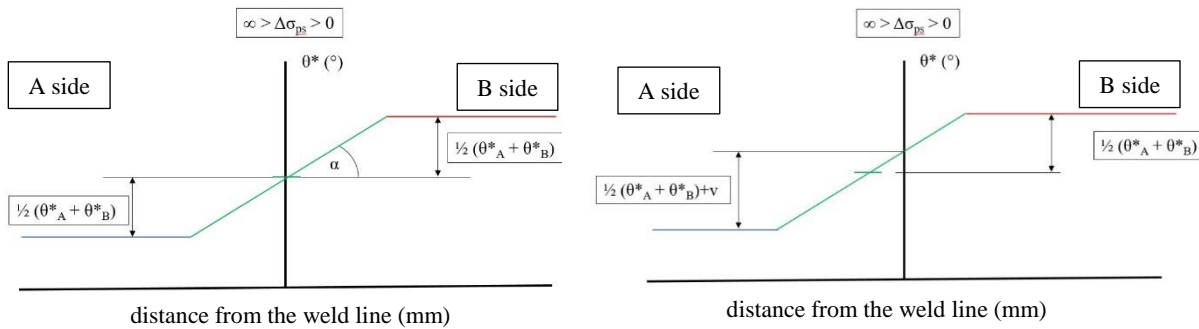 ∞ > Δσps > 0
θ* (°)
A side
B side
½ (θ*A + θ*B)
α
½ (θ*A + θ*B)
distance from the weld line (mm)
∞ > Δσps > 0
θ* (°)
A side
B side
½ (θ*A + θ*B)
½ (θ*A + θ*B)+v
distance from the weld line (mm)